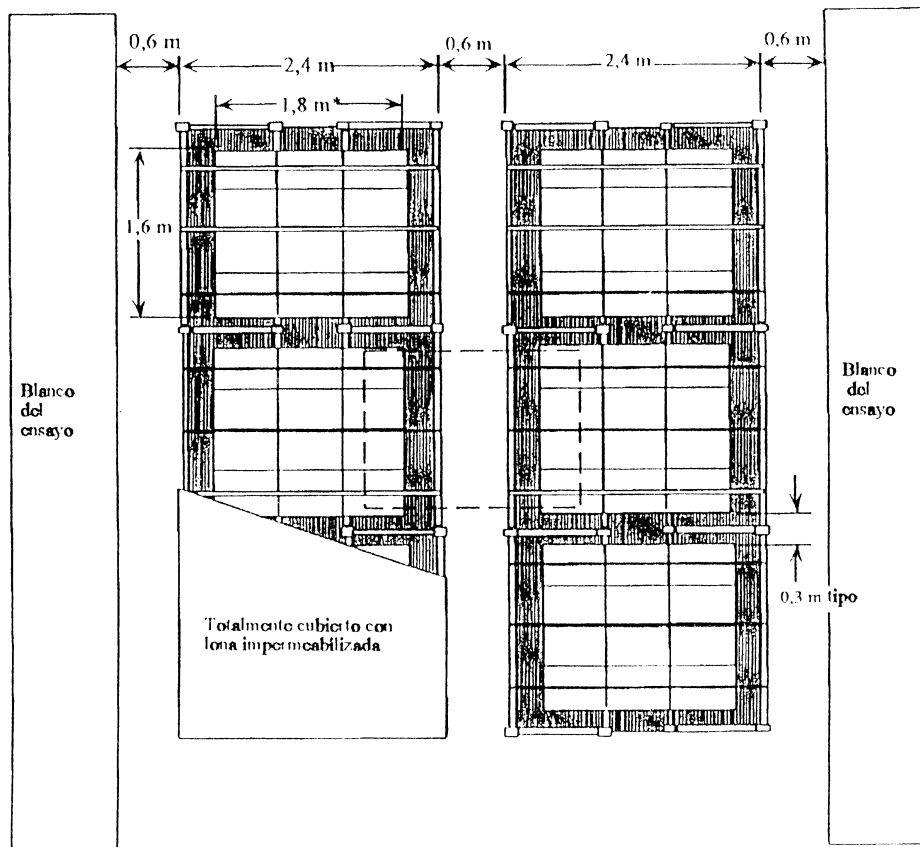 0,6 m
0,6 m
0,6 m
2,4 m
2,4 m
1,8 m*
1,6 m
Blanco
del
ensayo
Blanco
del
ensayo
0,3 m tipo
Totalmente cubierto con
lona impermeabilizada